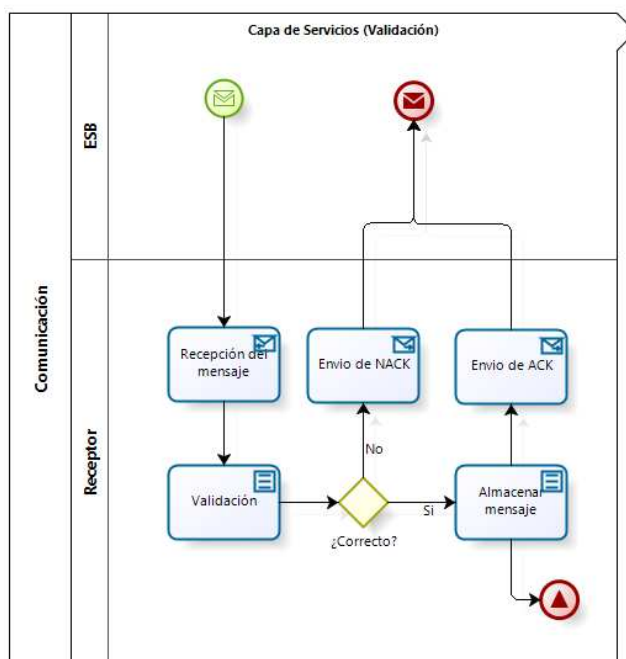 Capa de Servicios (Validación)
Comunicación
ESB
Receptor
Recepción del
mensaje
Envio de NACK
Envio de ACK
No
Validación
Si
Almacenar
mensaje
¿Correcto?